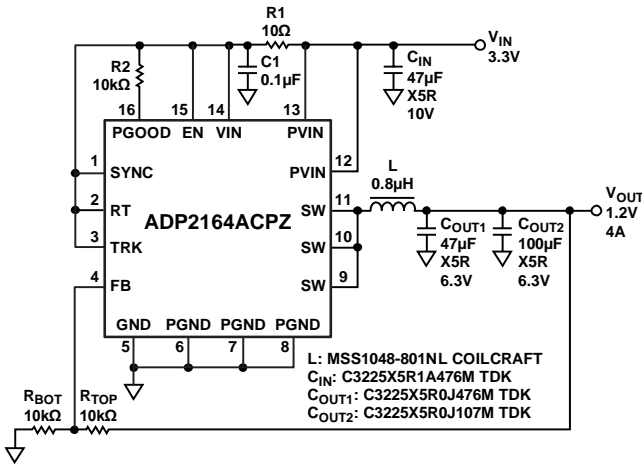 R1
10Ω
VIN
3.3V
R2
10kΩ
C1
0.1µF
CIN
47µF
X5R
10V
16
15
14
13
PGOOD
EN
VIN
PVIN
1
SYNC
PVIN
12
L
0.8µH
2
RT
SW
11
VOUT
1.2V
4A
ADP2164ACPZ
3
TRK
SW
10
COUT1
47µF
X5R
6.3V
COUT2
100µF
X5R
6.3V
4
FB
SW
9
GND
PGND
PGND
PGND
5
6
7
8
L: MSS1048-801NL COILCRAFT
CIN: C3225X5R1A476M TDK
COUT1: C3225X5R0J476M TDK
COUT2: C3225X5R0J107M TDK
RBOT
10kΩ
RTOP
10kΩ